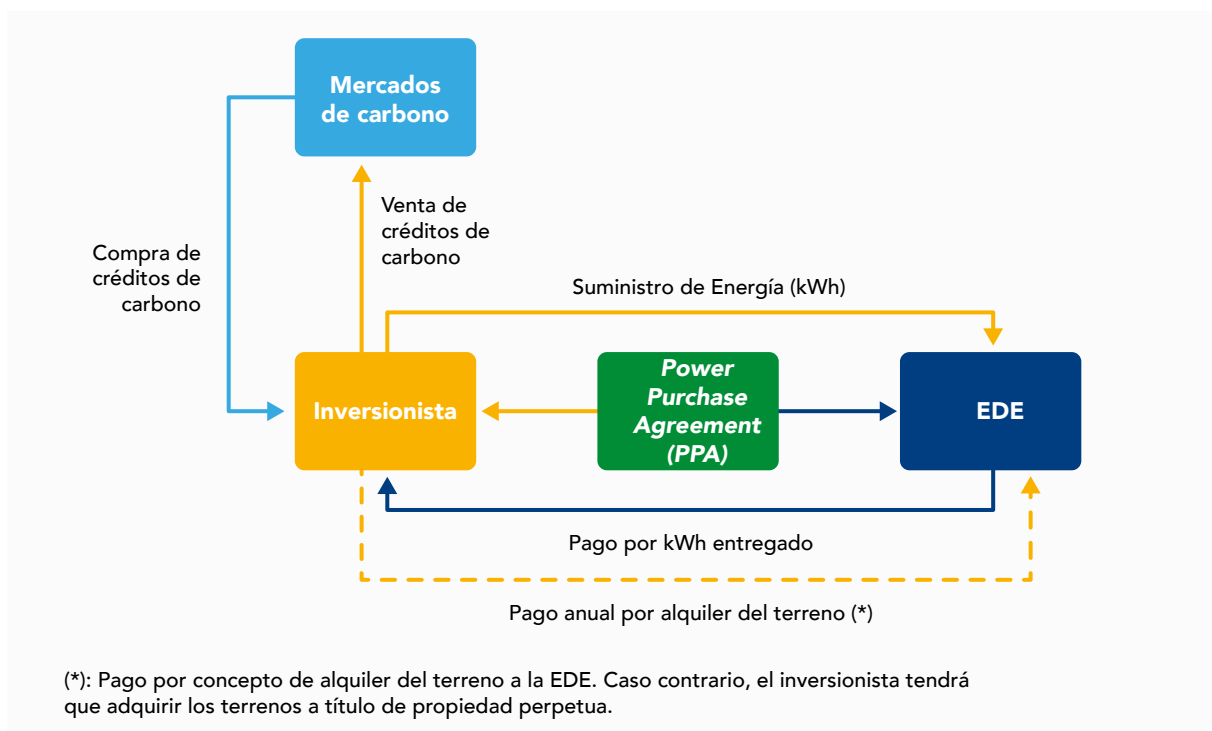 Mercados
de carbono
Venta de
créditos de
carbono
Compra de
créditos de
carbono
Suministro de Energía (kWh)
Inversionista
Power
Purchase
Agreement
(PPA)
EDE
Pago por kWh entregado
Pago anual por alquiler del terreno (*)
(*): Pago por concepto de alquiler del terreno a la EDE. Caso contrario, el inversionista tendrá
que adquirir los terrenos a título de propiedad perpetua.